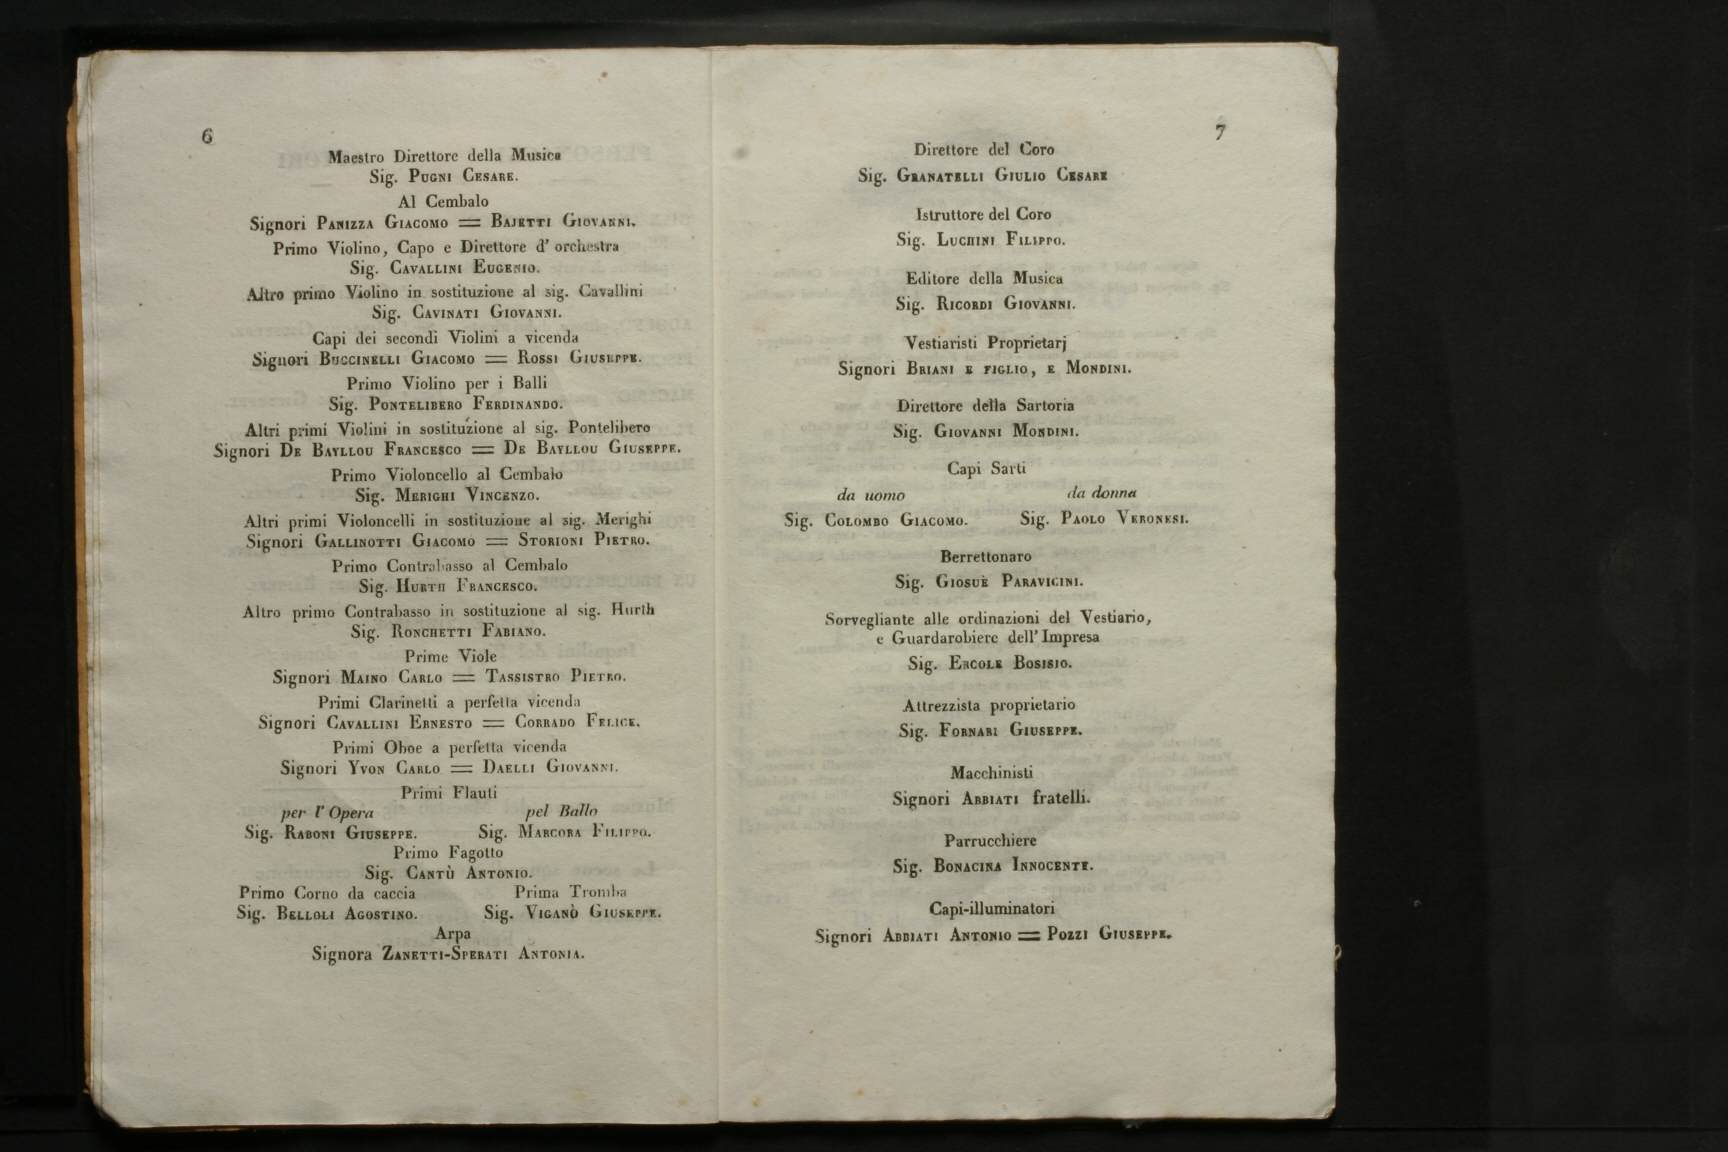 6
Maestro Direttore della Musica
Sig. Pugni Cesare.
Al Cembalo
Signori Panizza Giacomo = Bajetti Giovanni.
Primo Violino, Capo e Direttore d' orchestra
Sig. Cavallini Eugenio.
Altro primo Violino in sostituzione al sig. Cavallini
Sig. Cavinati Giovanni.
Capi dei secondi Violini a vicenda
Signori Buccinelli Giacomo = Rossi Giuseppe.
Primo Violino per i Balli
Sig. Pontelibero Ferdinando.
Altri primi Violini in sostituzione al sig. Pontelibero
Signori De Bayllou Francesco = De Bayllou Giuseppe.
Primo Violoncello al Cembalo
Sig. Merighi Vincenzo.
Altri primi Violoncelli in sostituzione al sig. Merighi
Signori Gallinotti Giacomo = Storioni Pietro.
Primo Contrabasso al Cembalo
Sig. Hurth Francesco.
Altro primo Contrabasso in sostituzione al sig. Hurth
Sig. Ronchetti Fabiano.
Prime Viole
Signori Maino Carlo = Tassistro Pietro.
Primi Clarinetti a perfetta vicenda
Signori Cavallini Ernesto = Corrado Felice.
Primi Oboe a perfetta vicenda
Signori Yvon Carlo = Daelli Giovanni.
Primi Flauti
per l' Opera pel Ballo
Sig. Raboni Giuseppe. Sig. Marcora Filippo.
Primo Fagotto
Sig. Cantù Antonio.
Primo Corno da caccia Prima Tromba
Sig. Belloli Agostino. Sig. Viganò Giuseppe.
Arpa
Signora Zanetti-Sperati Antonia.
7
Direttore del Coro
Sig. Granatelli Giulio Cesare
Istruttore del Coro
Sig. Luchini Filippo.
Editore della Musica
Sig. Ricordi Giovanni.
Vestiaristi Proprietarj
Signori Briani e figlio, e Mondini.
Direttore della Sartoria
Sig. Giovanni Mondini.
Capi Sarti
da uomo da donna
Sig. Colombo Giacomo. Sig. Paolo Veronesi.
Berrettonaro
Sig. Giosuè Paravicini.
Sorvegliante alle ordinazioni del Vestiario,
e Guardarobiere dell' Impresa
Sig. Ercole Bosisio.
Attrezzista proprietario
Sig. Fornari Giuseppe.
Macchinisti
Signori Abbiati fratelli.
Parrucchiere
Sig. Bonacina Innocente.
Capi-illuminatori
Signori Abbiati Antonio = Pozzi Giuseppe.